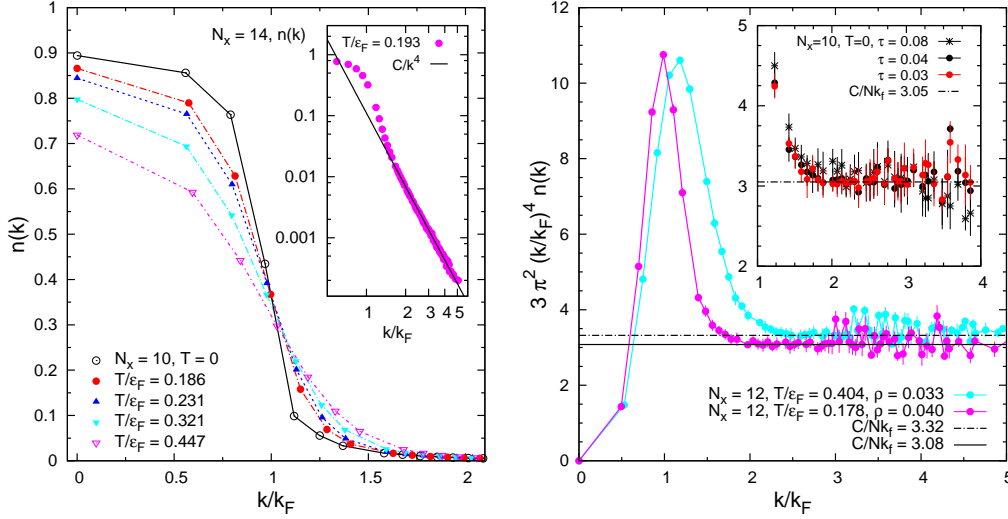 N_x = 14, n(k)
n(k)
0
0.1
0.2
0.3
0.4
0.5
0.6
0.7
0.8
0.9
0
0.5
1
1.5
2
k/k_F
N_x = 10, T = 0
T/ε_F = 0.186
T/ε_F = 0.231
T/ε_F = 0.321
T/ε_F = 0.447
T/ε_F = 0.193
C/k^4
1
0.1
0.01
0.001
1
2
3
4
5
k/k_F
3 π^2 (k/k_F)^4 n(k)
0
2
4
6
8
10
12
0
1
2
3
4
5
k/k_F
N_x = 12, T/ε_F = 0.404, ρ = 0.033
N_x = 12, T/ε_F = 0.178, ρ = 0.040
C/Nk_f = 3.32
C/Nk_f = 3.08
N_x=10, T=0, τ = 0.08
τ = 0.04
τ = 0.03
C/Nk_f = 3.05
2
3
4
5
1
2
3
4